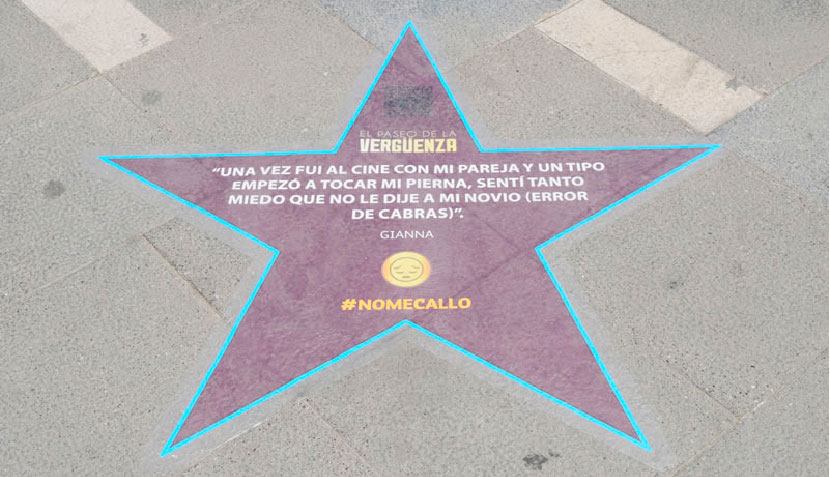 EL PASEO DE LA
VERGÜENZA
“UNA VEZ FUI AL CINE CON MI PAREJA Y UN TIPO
EMPEZÓ A TOCAR MI PIERNA, SENTÍ TANTO
MIEDO QUE NO LE DIJE A MI NOVIO (ERROR
DE CABRAS)”.
GIANNA
#NOMECALLO